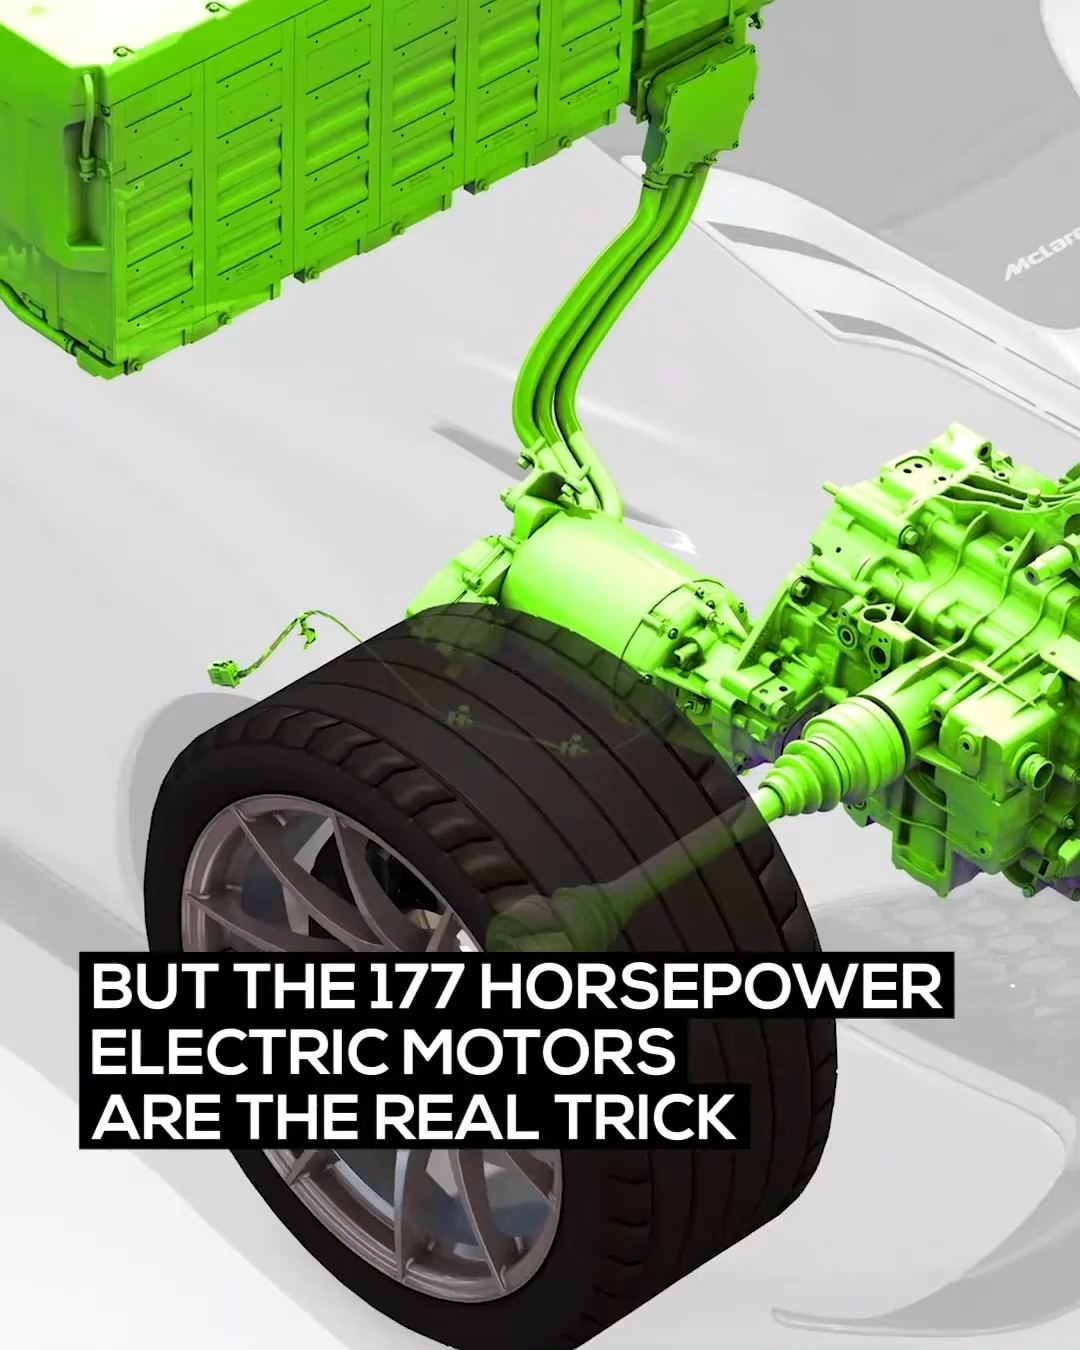 McLaren
BUT THE 177 HORSEPOWER
ELECTRIC MOTORS
ARE THE REAL TRICK